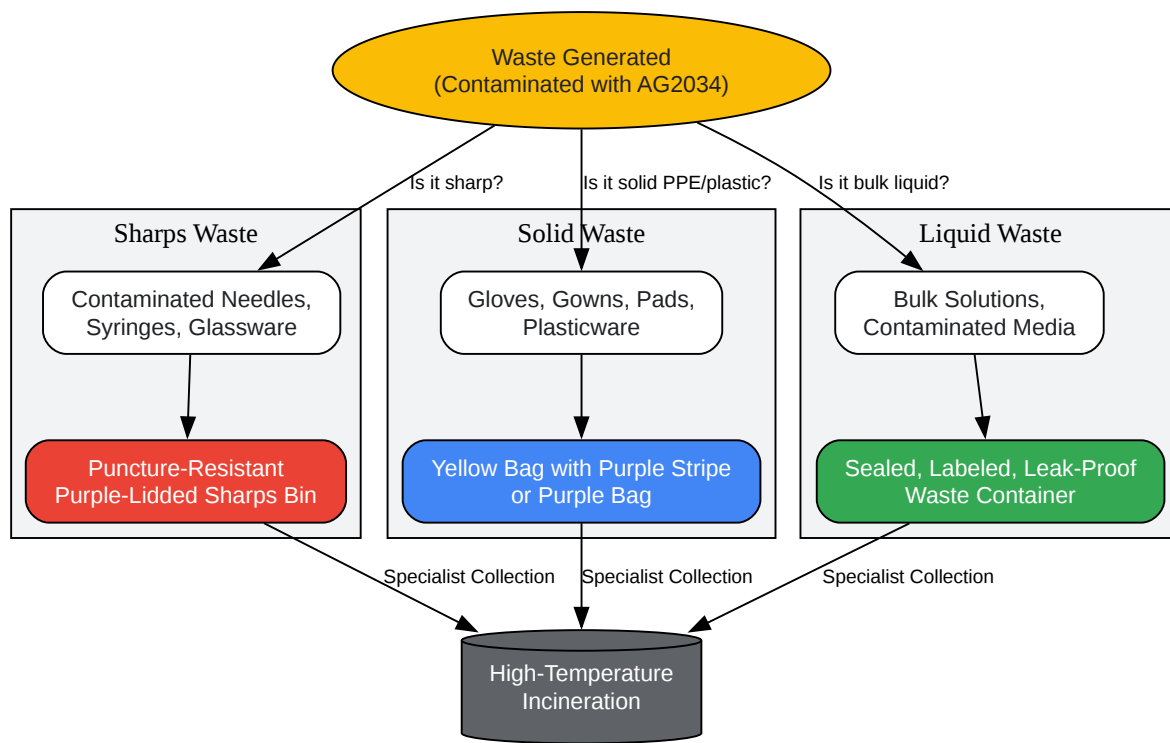 Waste Generated
(Contaminated with AG2034)
Is it sharp?
Is it solid PPE/plastic?
Is it bulk liquid?
Sharps Waste
Solid Waste
Liquid Waste
Contaminated Needles,
Syringes, Glassware
Gloves, Gowns, Pads,
Plasticware
Bulk Solutions,
Contaminated Media
Puncture-Resistant
Purple-Lidded Sharps Bin
Yellow Bag with Purple Stripe
or Purple Bag
Sealed, Labeled, Leak-Proof
Waste Container
Specialist Collection
Specialist Collection
Specialist Collection
High-Temperature
Incineration